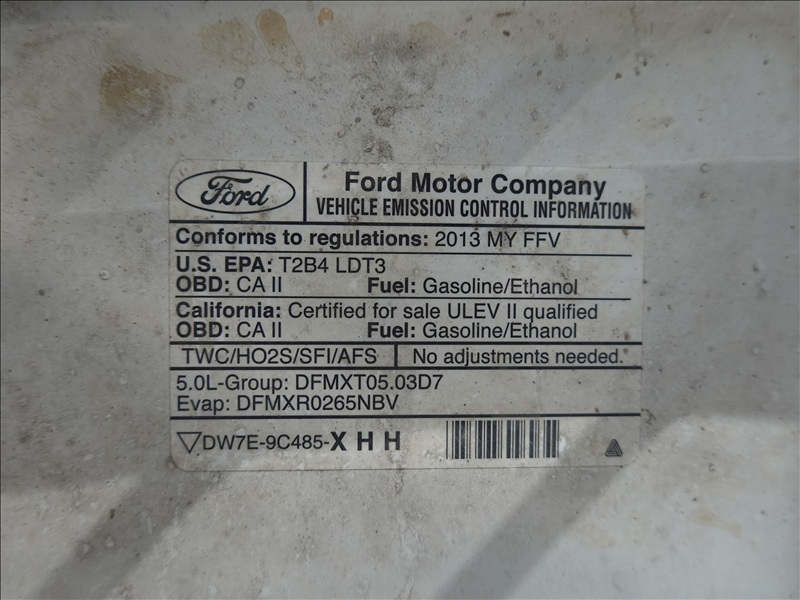 Ford
Ford Motor Company
VEHICLE EMISSION CONTROL INFORMATION
Conforms to regulations: 2013 MY FFV
U.S. EPA: T2B4 LDT3
OBD: CA II Fuel: Gasoline/Ethanol
California: Certified for sale ULEV II qualified
OBD: CA II Fuel: Gasoline/Ethanol
TWC/HO2S/SFI/AFS No adjustments needed.
5.0L-Group: DFMXT05.03D7
Evap: DFMXR0265NBV
DW7E-9C485-XHH